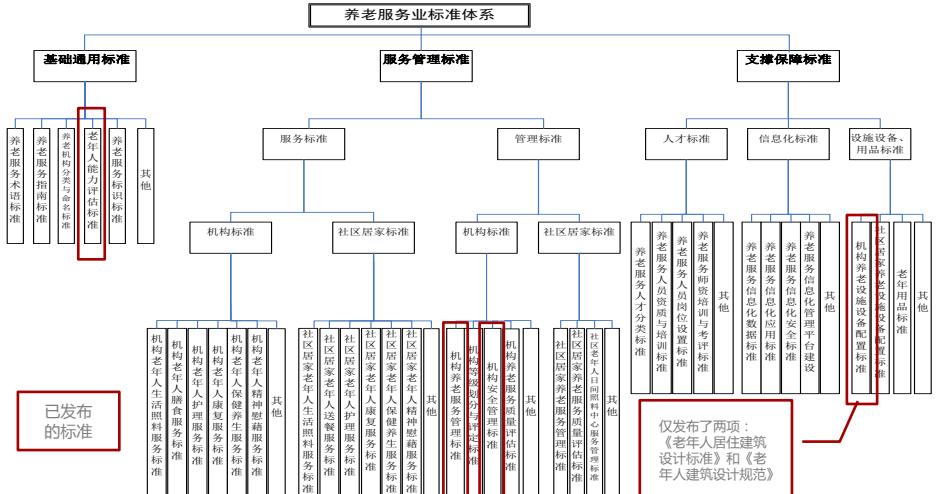 养老服务业标准体系
基础通用标准
服务管理标准
支撑保障标准
服务标准
管理标准
人才标准
信息化标准
设施设备、
用品标准
养老服务术语标准
养老服务指南标准
养老机构分类与命名标准
老年人能力评估标准
养老服务标识标准
其他
机构标准
社区居家标准
机构标准
社区居家标准
养老服务人才分类标准
养老服务人员资质与培训标准
养老服务人员岗位设置标准
养老服务师资培训与考评标准
其他
养老服务信息化数据标准
养老服务信息化应用标准
养老服务信息化安全标准
养老服务信息化管理平台建设
其他
机构养老设施设备配置标准
社区居家养老设施设备配置标准
老年用品标准
其他
机构老年人生活照料服务标准
机构老年人膳食服务标准
机构老年人护理服务标准
机构老年人康复服务标准
机构老年人保健养生服务标准
机构老年人精神慰藉服务标准
其他
社区居家老年人生活照料服务标准
社区居家老年人送餐服务标准
社区居家老年人护理服务标准
社区居家老年人康复服务标准
社区居家老年人保健养生服务标准
社区居家老年人精神慰藉服务标准
其他
机构养老服务管理标准
机构等级划分与评定标准
机构安全管理标准
机构养老服务质量评估标准
其他
社区居家养老服务管理标准
社区居家养老服务质量评估标准
社区老年人日间照料中心服务管理标准
其他
已发布
的标准
仅发布了两项：
《老年人居住建筑
设计标准》和《老
年人建筑设计规范》